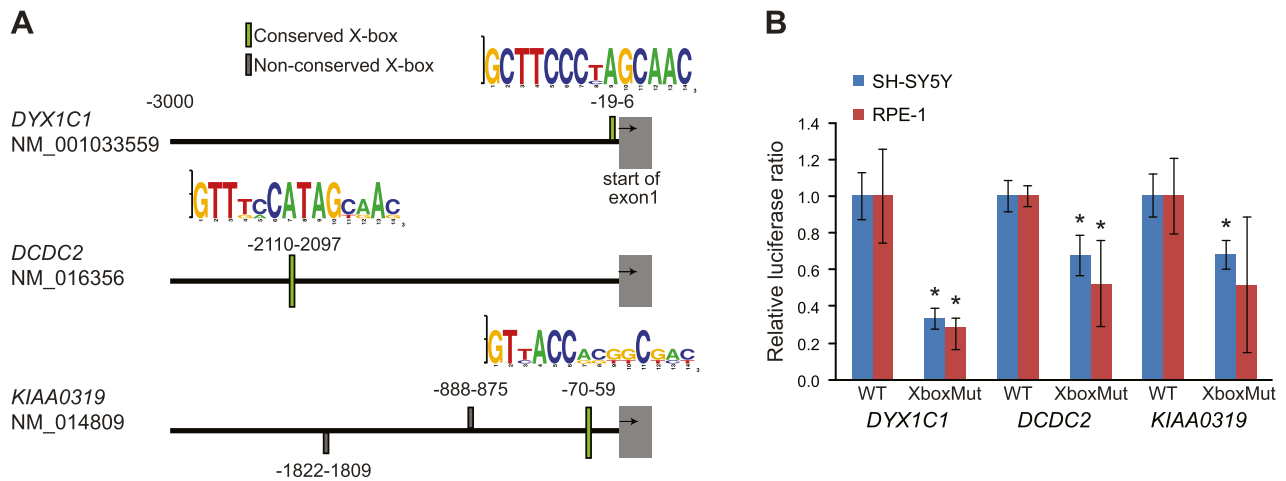 A
Conserved X-box
Non-conserved X-box
GCTTCCCTAGCAAC
-3000
-19-6
DYX1C1
NM_001033559
start of
exon1
GTTTCCATAGCAAC
-2110-2097
DCDC2
NM_016356
GTTACCACGGCGAC
-888-875
-70-59
KIAA0319
NM_014809
-1822-1809
B
SH-SY5Y
RPE-1
Relative luciferase ratio
1.4
1.2
1.0
0.8
0.6
0.4
0.2
0.0
* * * * *
WT XboxMut WT XboxMut WT XboxMut
DYX1C1 DCDC2 KIAA0319